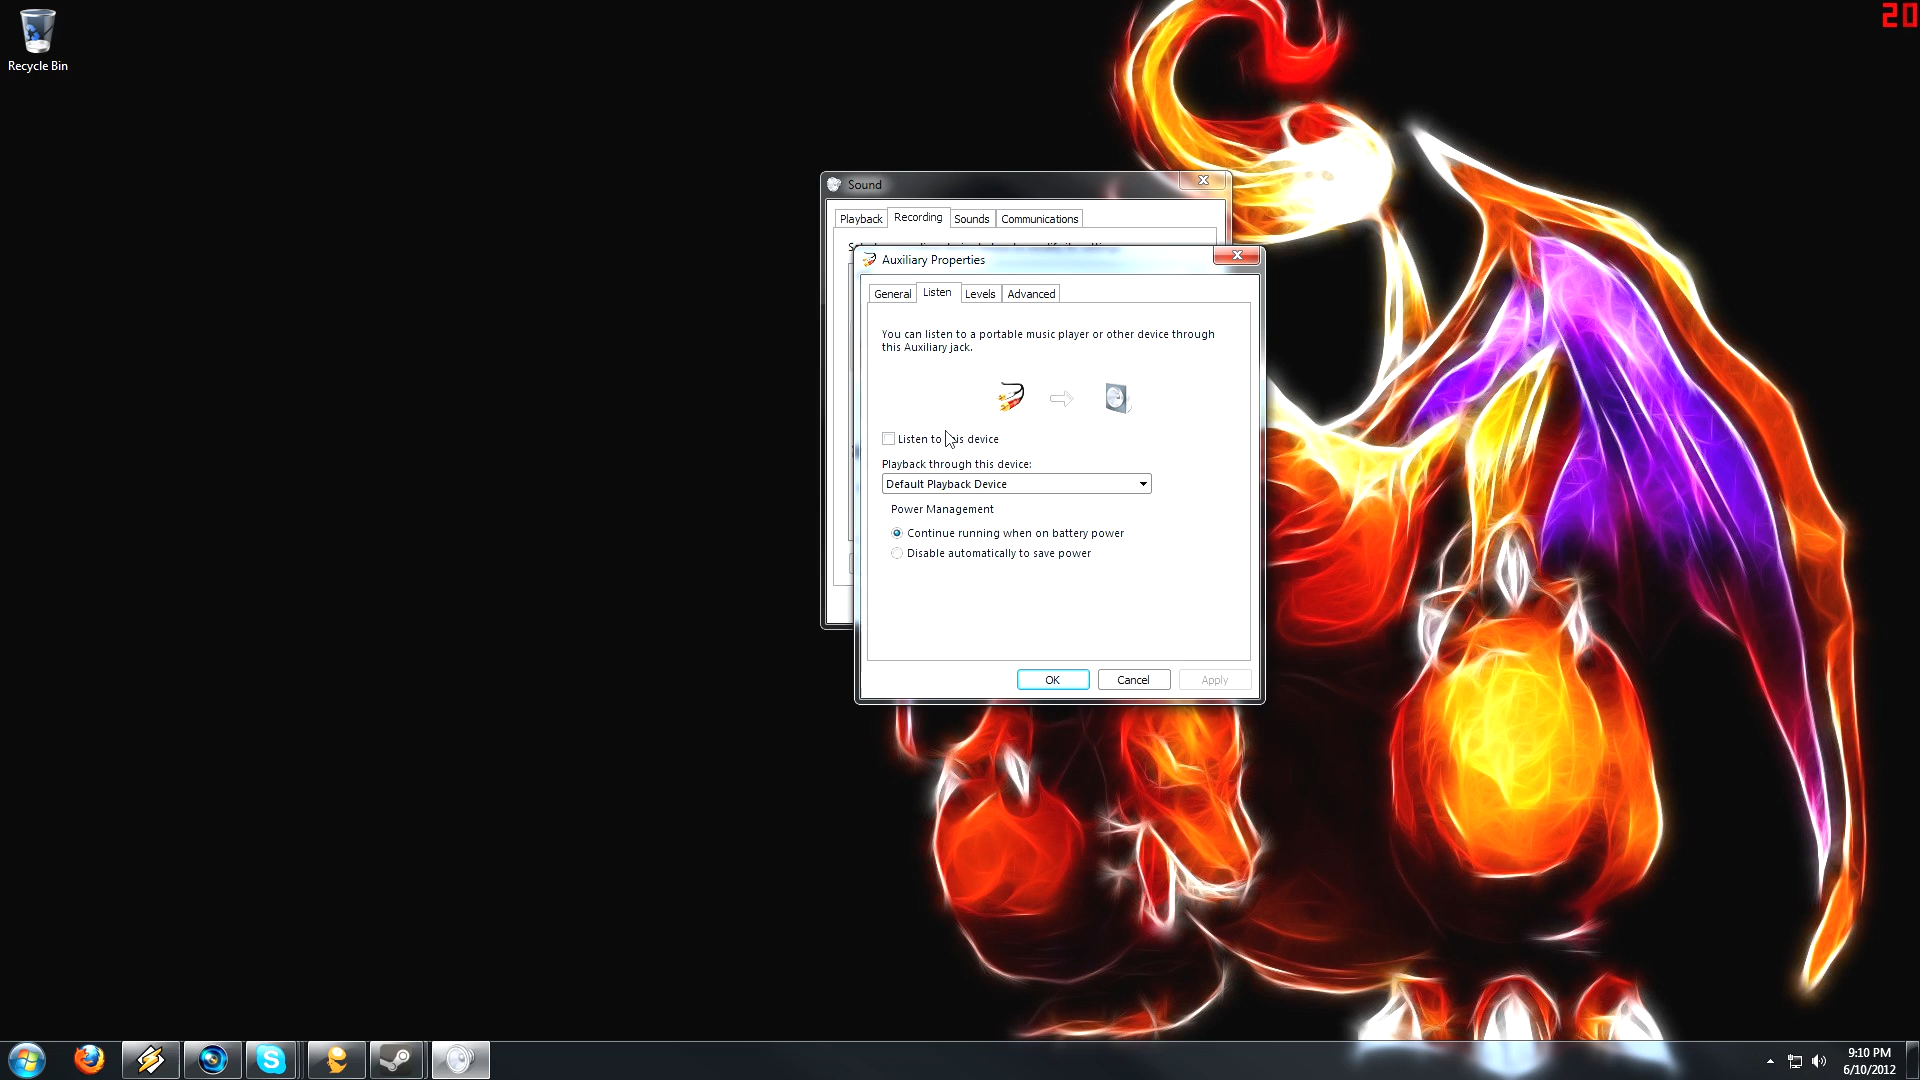 20
Recycle Bin
Sound
Playback Recording Sounds Communications
Auxiliary Properties
General Listen Levels Advanced
You can listen to a portable music player or other device through
this Auxiliary jack.
Listen to this device
Playback through this device:
Default Playback Device
Power Management
Continue running when on battery power
Disable automatically to save power
OK Cancel Apply
9:10 PM
6/10/2012